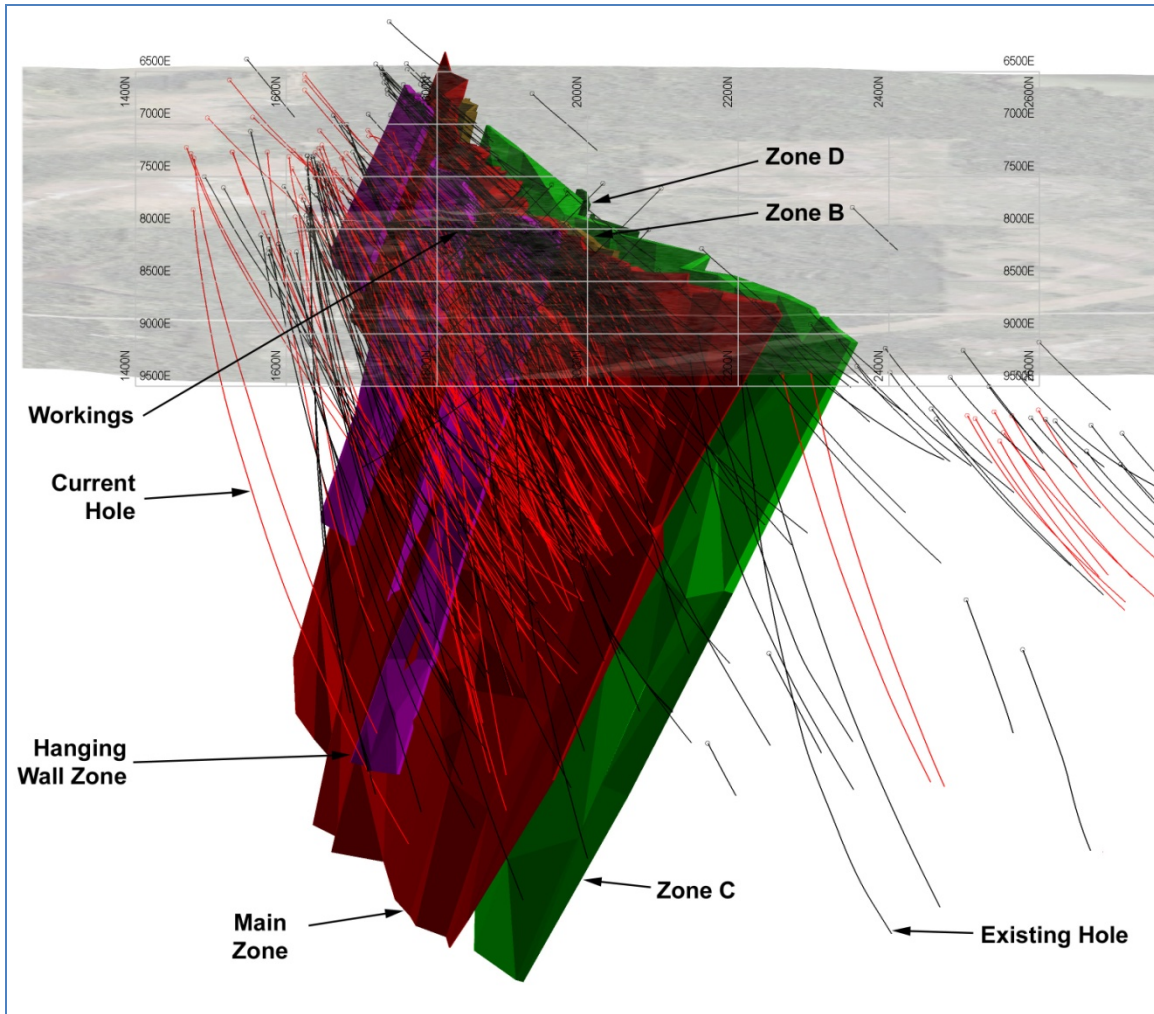 6500E
6500E
1400N
1600N
2000N
2200N
2400N
2600N
7000E
7000E
7500E
7500E
Zone D
8000E
8000E
Zone B
8500E
8500E
9000E
9000E
1400N
1600N
2400N
2600N
9500E
9500E
Workings
Current
Hole
Hanging
Wall Zone
Zone C
Main
Zone
Existing Hole